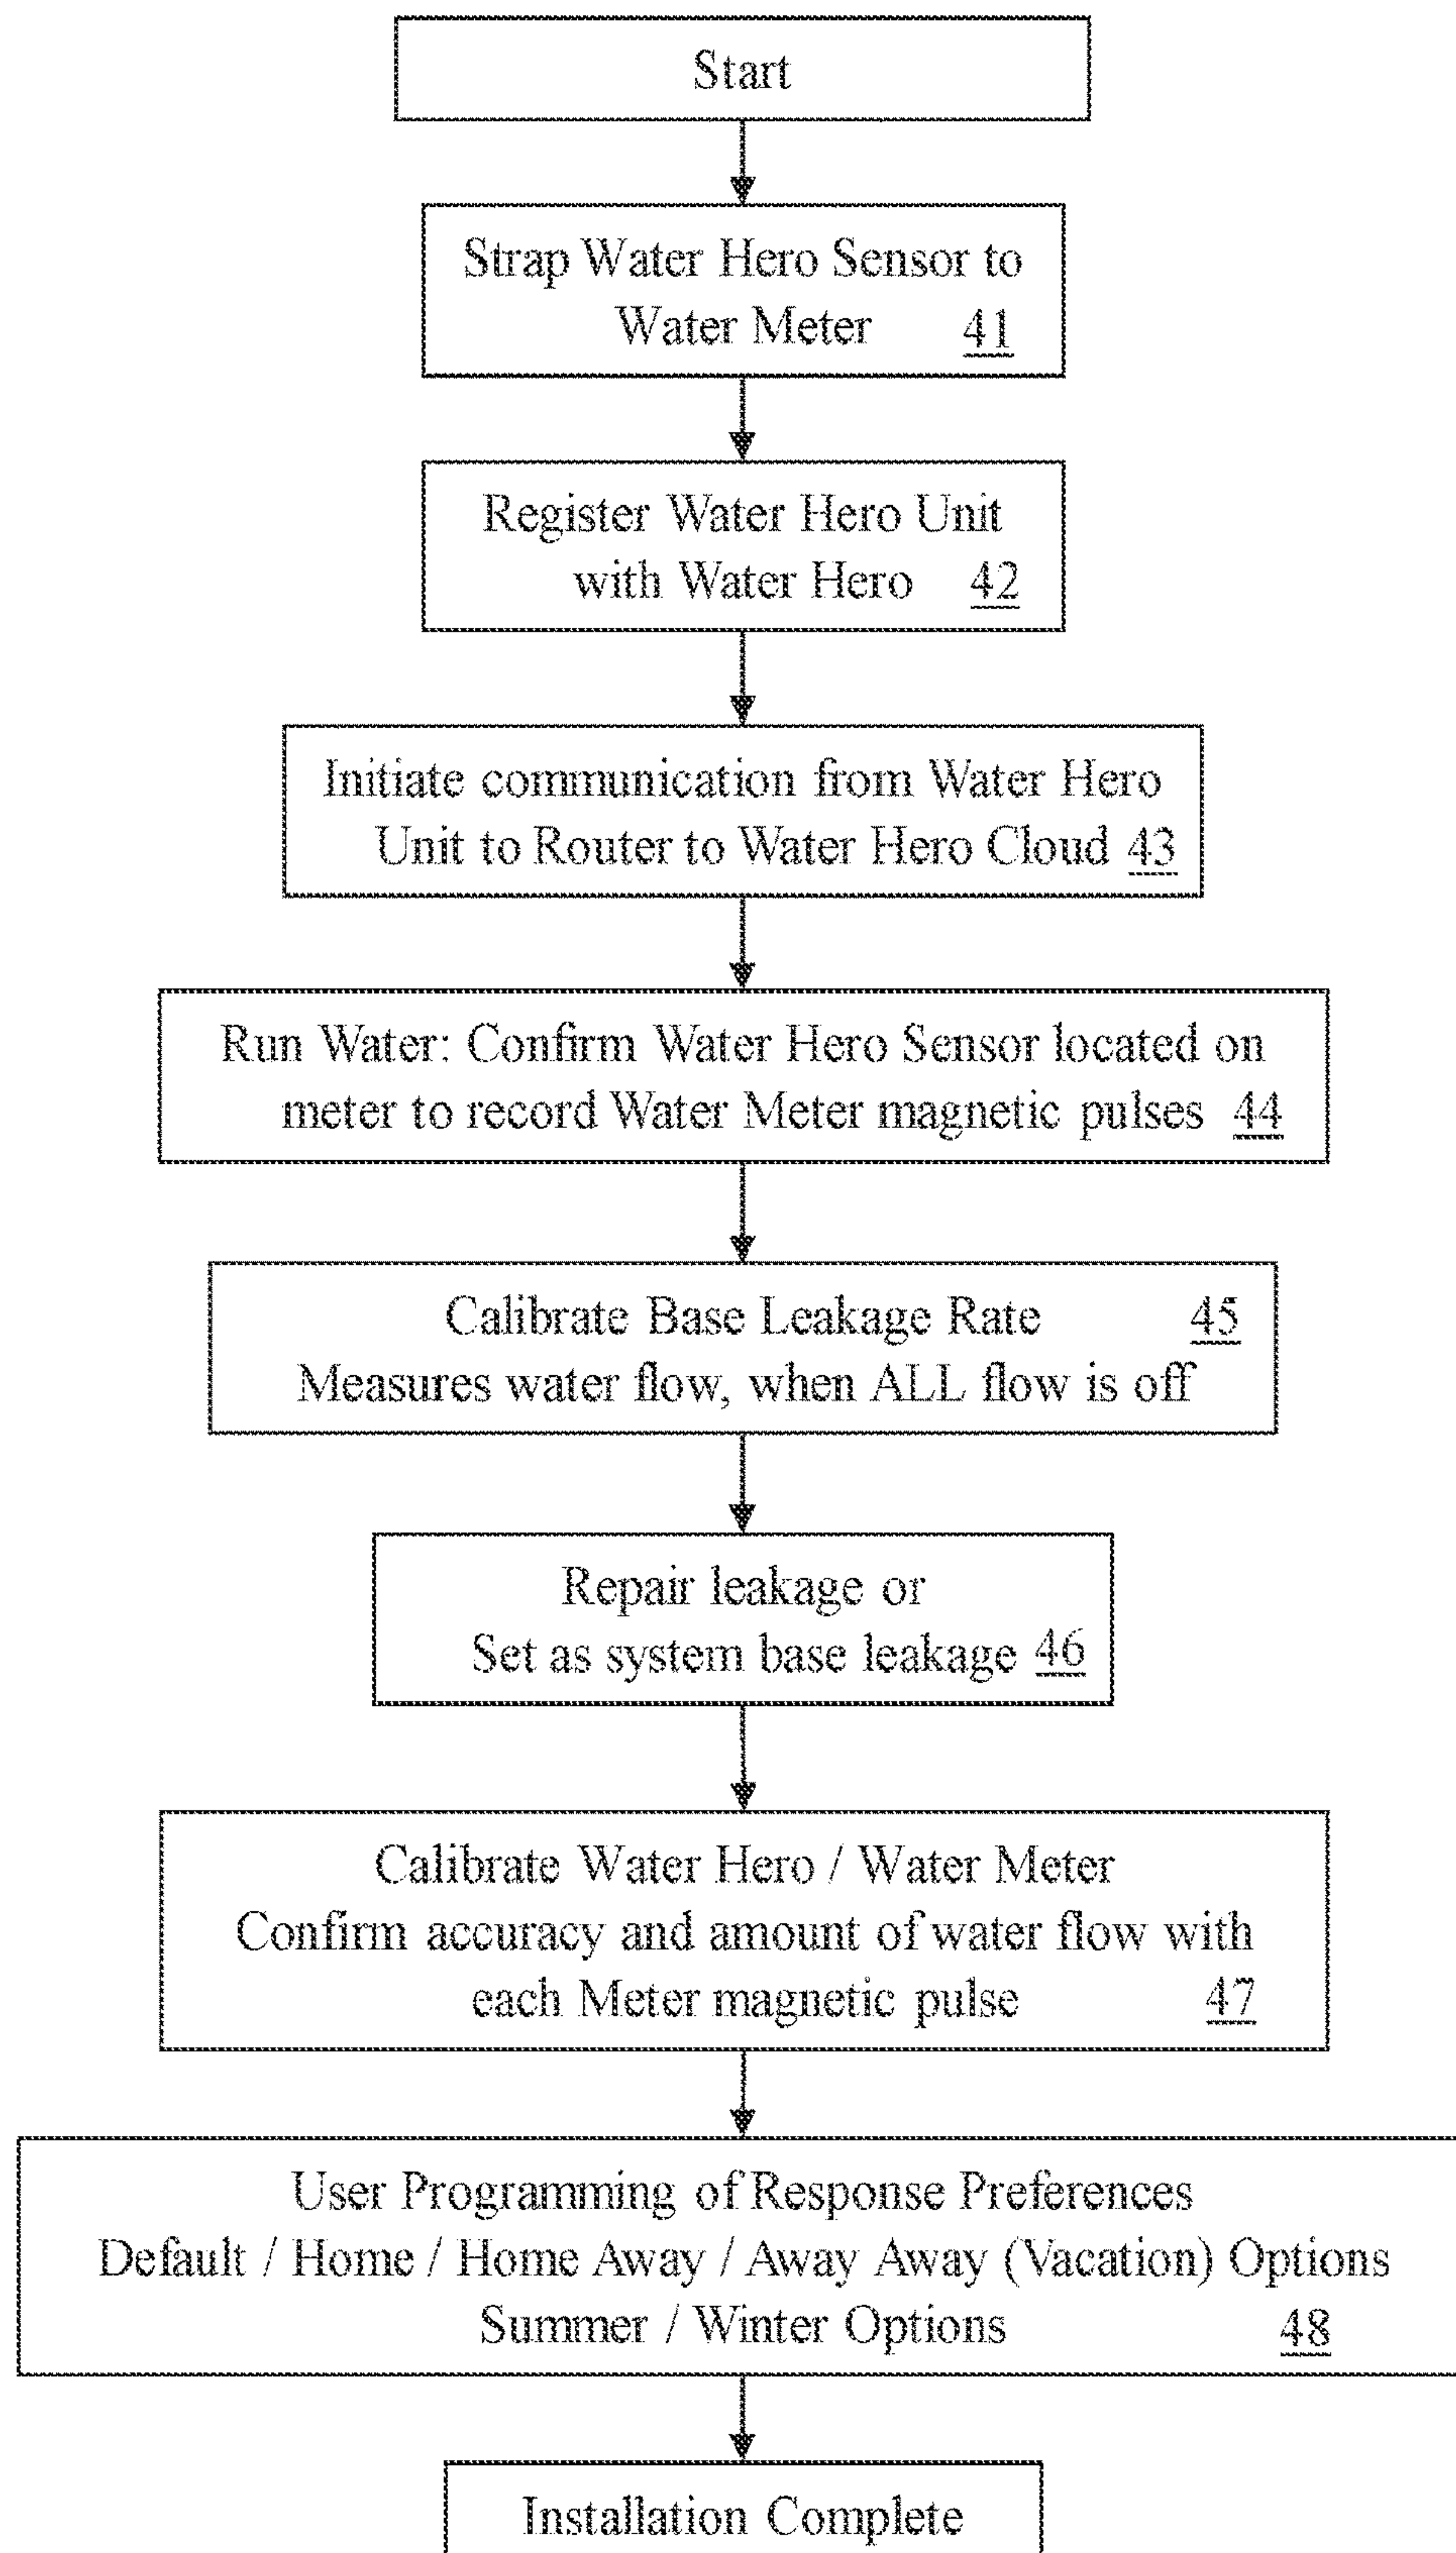 Start
Strap Water Hero Sensor to
Water Meter 41
Register Water Hero Unit
with Water Hero 42
Initiate communication from Water Hero
Unit to Router to Water Hero Cloud 43
Run Water: Confirm Water Hero Sensor located on
meter to record Water Meter magnetic pulses 44
Calibrate Base Leakage Rate 45
Measures water flow, when ALL flow is off
Repair leakage or
Set as system base leakage 46
Calibrate Water Hero / Water Meter
Confirm accuracy and amount of water flow with
each Meter magnetic pulse 47
User Programming of Response Preferences
Default / Home / Home Away / Away Away (Vacation) Options
Summer / Winter Options 48
Installation Complete